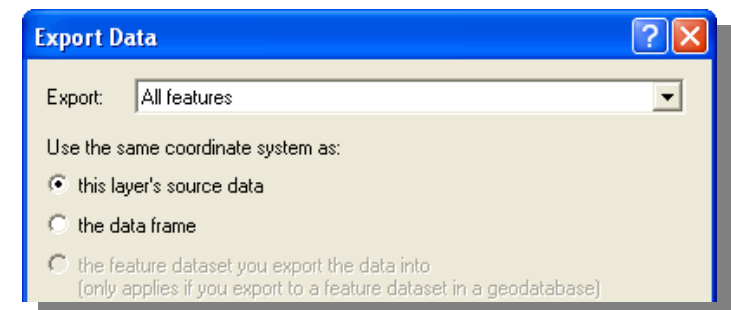 Export Data
Export: All features
Use the same coordinate system as:
this layer's source data
the data frame
the feature dataset you export the data into
(only applies if you export to a feature dataset in a geodatabase)